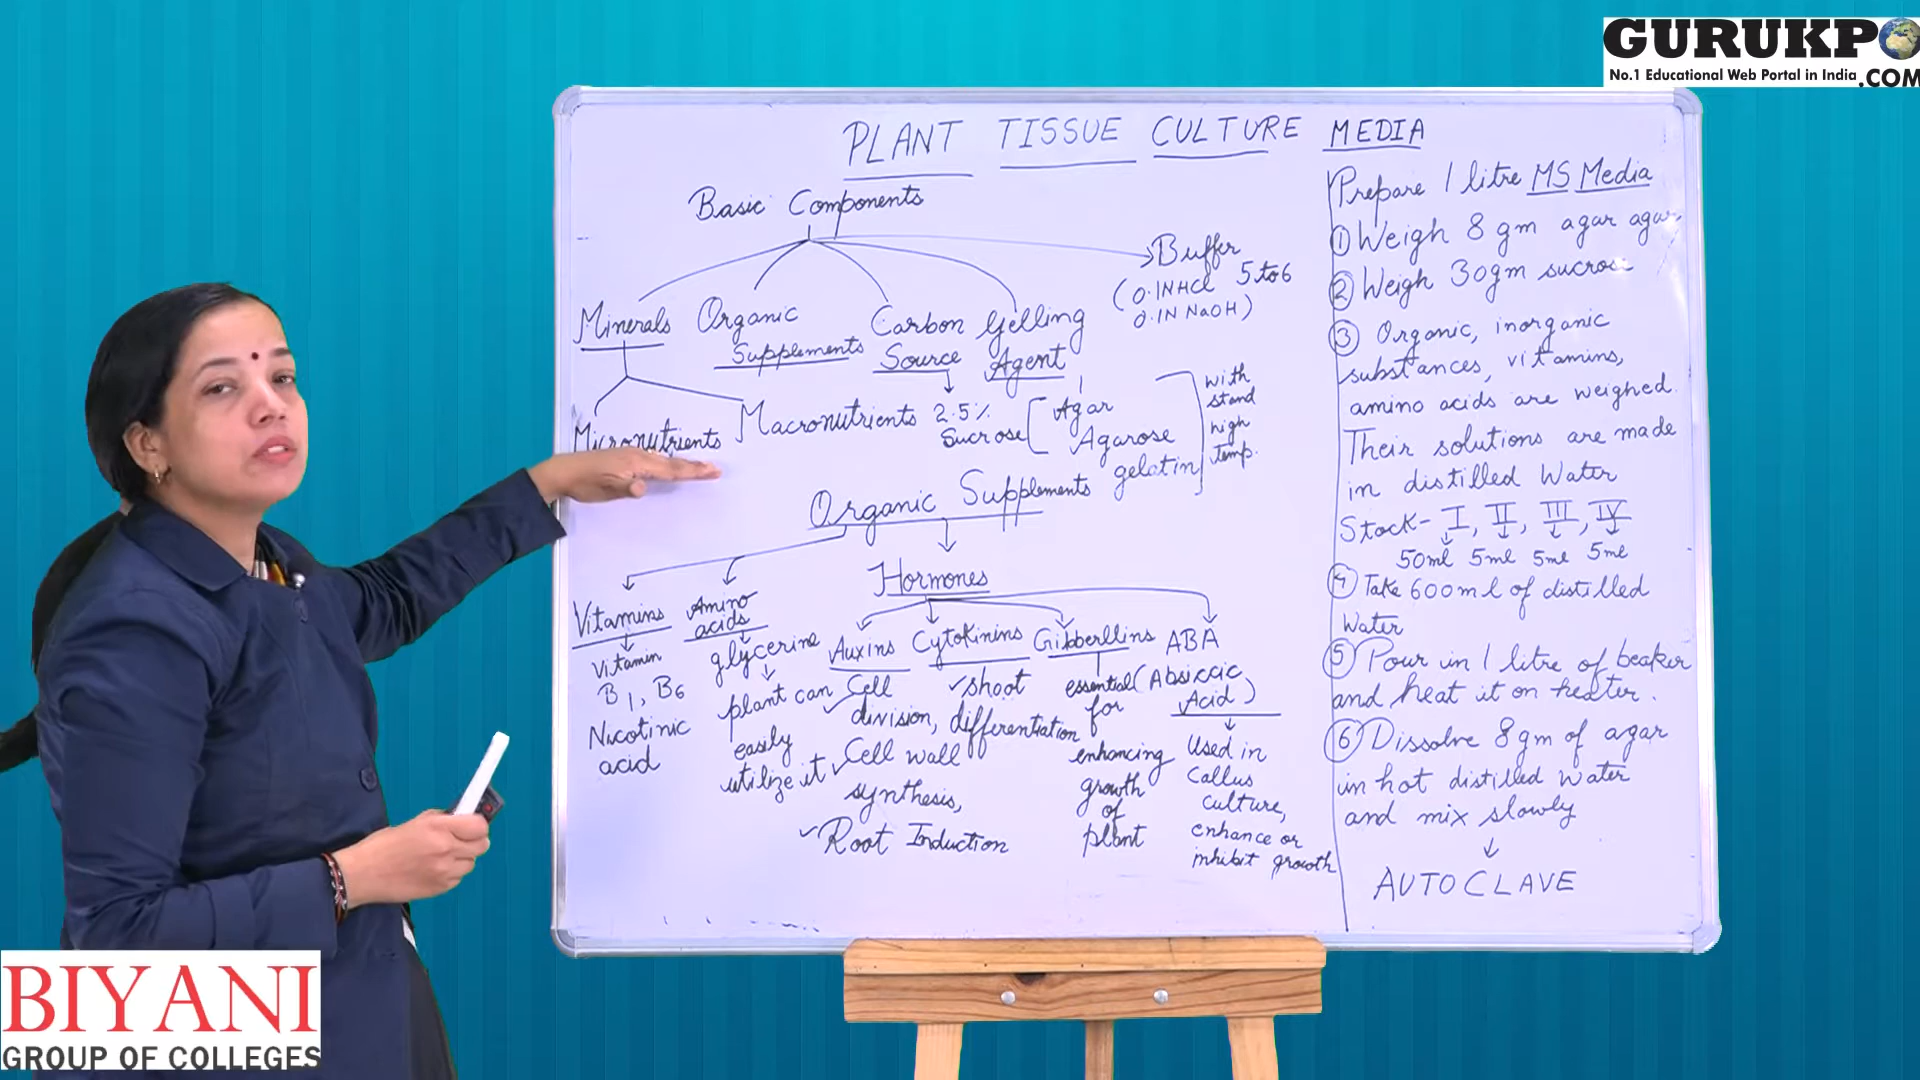 GURUKPO
No.1 Educational Web Portal in India .COM
PLANT TISSUE CULTURE MEDIA
Basic Components
Minerals
Micronutrients
Macronutrients
Organic
Supplements
Carbon
Source
2.5%
Sucrose
Gelling
Agent
Agar
Agarose
gelatin
with
stand
high
temp.
Buffer
(0.1N HCl 5 to 6
0.1N NaOH)
Organic Supplements
Vitamins
Vitamin
B1, B6
Nicotinic
acid
Amino
acids
glycerine
plant can
easily
utilize it
Hormones
Auxins
Cell
division,
Cell wall
synthesis,
Root Induction
Cytokinins
shoot
differentiation
Gibberllins
essential
for
enhancing
growth
of
plant
ABA
(Absiccic
Acid)
Used in
Callus
culture,
enhance or
inhibit growth
Prepare 1 litre MS Media
① Weigh 8 gm agar agar
② Weigh 30gm sucrose
③ Organic, inorganic
substances, vitamins,
amino acids are weighed.
Their solutions are made
in distilled Water
Stock- I, II, III, IV
50ml 5ml 5ml 5ml
④ Take 600ml of distilled
Water
⑤ Pour in 1 litre of beaker
and heat it on heater.
⑥ Dissolve 8gm of agar
in hot distilled water
and mix slowly
AUTOCLAVE
BIYANI
GROUP OF COLLEGES